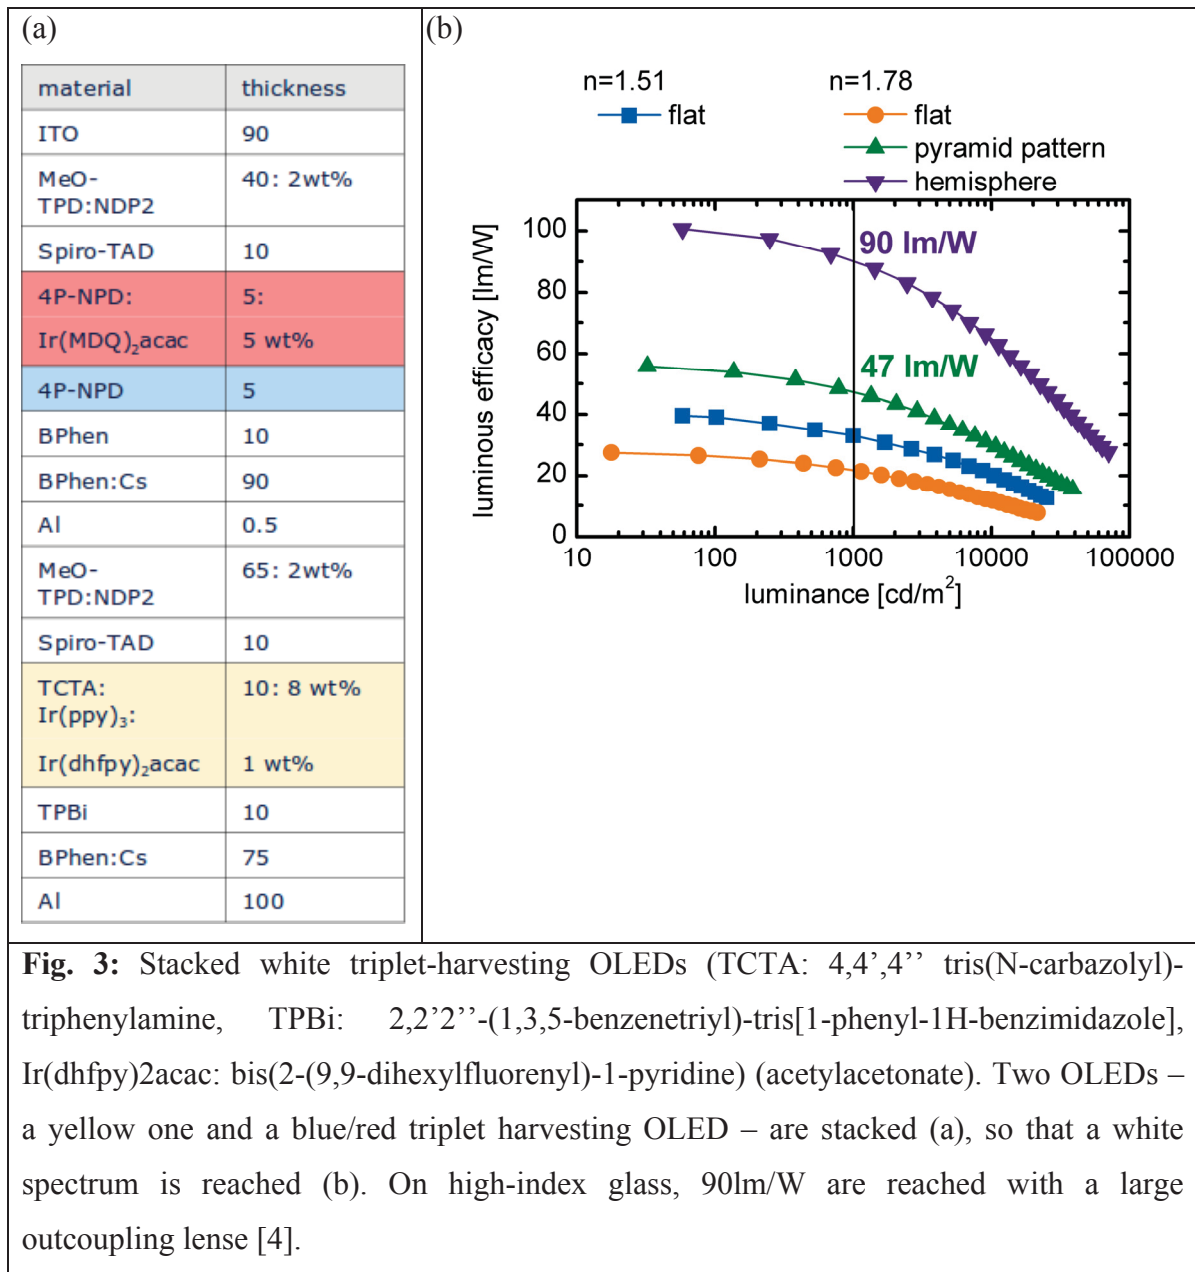 (a)
material thickness
ITO 90
MeO- 40: 2wt%
TPD:NDP2
Spiro-TAD 10
4P-NPD: 5:
Ir(MDQ)₂acac 5 wt%
4P-NPD 5
BPhen 10
BPhen:Cs 90
Al 0.5
MeO- 65: 2wt%
TPD:NDP2
Spiro-TAD 10
TCTA: 10: 8 wt%
Ir(ppy)₃:
Ir(dhfpy)₂acac 1 wt%
TPBi 10
BPhen:Cs 75
Al 100
(b)
n=1.51 n=1.78
flat flat
pyramid pattern
hemisphere
luminous efficacy [lm/W]
100
80
60
40
20
0
90 lm/W
47 lm/W
10 100 1000 10000 100000
luminance [cd/m²]
Fig. 3: Stacked white triplet-harvesting OLEDs (TCTA: 4,4’,4’’ tris(N-carbazolyl)-
triphenylamine, TPBi: 2,2’2’’-(1,3,5-benzenetriyl)-tris[1-phenyl-1H-benzimidazole],
Ir(dhfpy)2acac: bis(2-(9,9-dihexylfluorenyl)-1-pyridine) (acetylacetonate). Two OLEDs –
a yellow one and a blue/red triplet harvesting OLED – are stacked (a), so that a white
spectrum is reached (b). On high-index glass, 90lm/W are reached with a large
outcoupling lense [4].